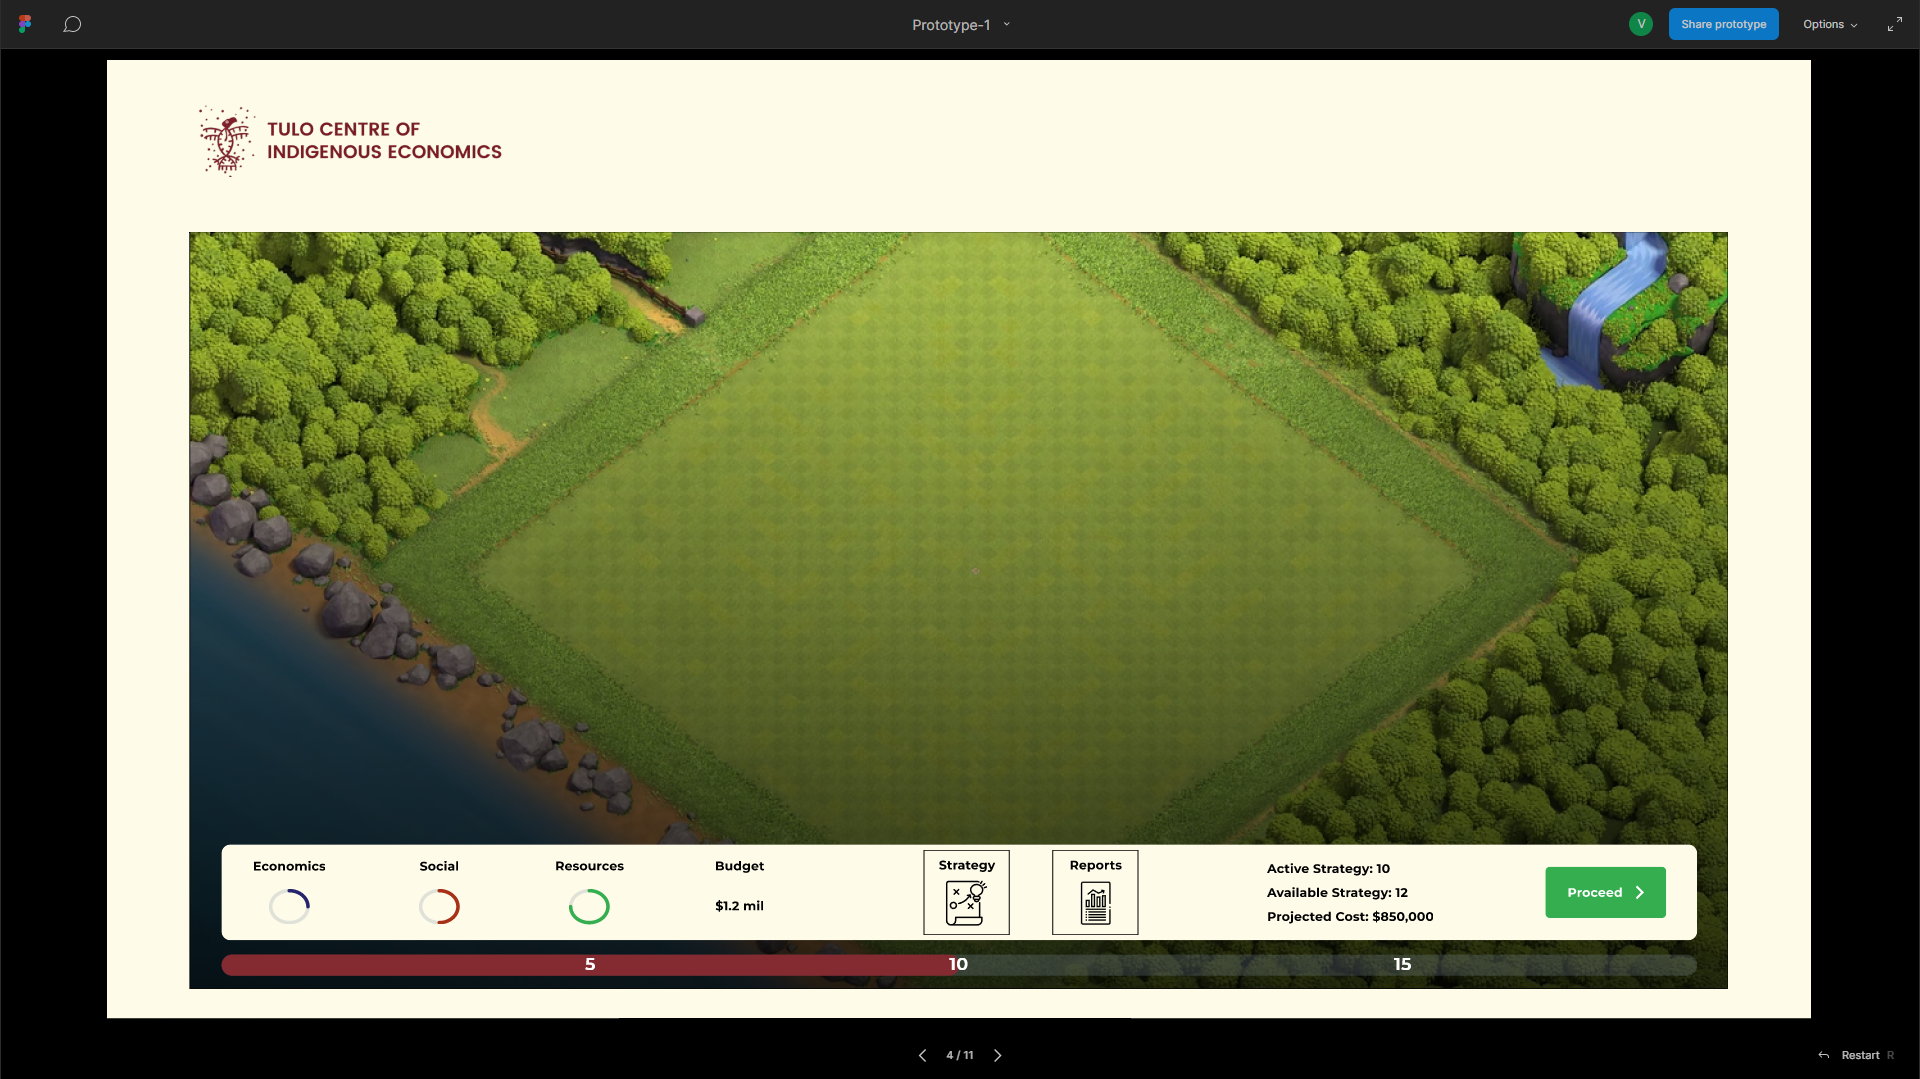 Prototype-1
V
Share prototype
Options
TULO CENTRE OF
INDIGENOUS ECONOMICS
Economics
Social
Resources
Budget
$1.2 mil
Strategy
Reports
Active Strategy: 10
Available Strategy: 12
Projected Cost: $850,000
Proceed
5
10
15
4 / 11
Restart R